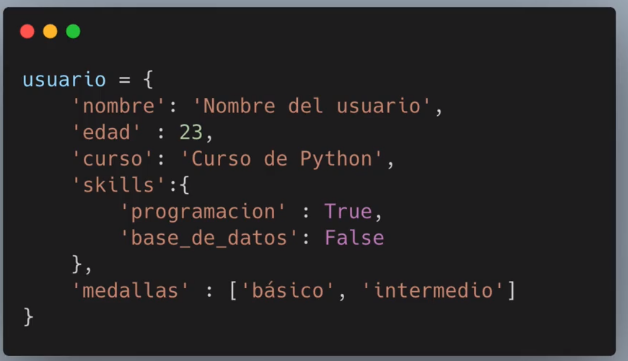 usuario = {
    'nombre': 'Nombre del usuario',
    'edad' : 23,
    'curso': 'Curso de Python',
    'skills':{
        'programacion' : True,
        'base_de_datos': False
    },
    'medallas' : ['básico', 'intermedio']
}